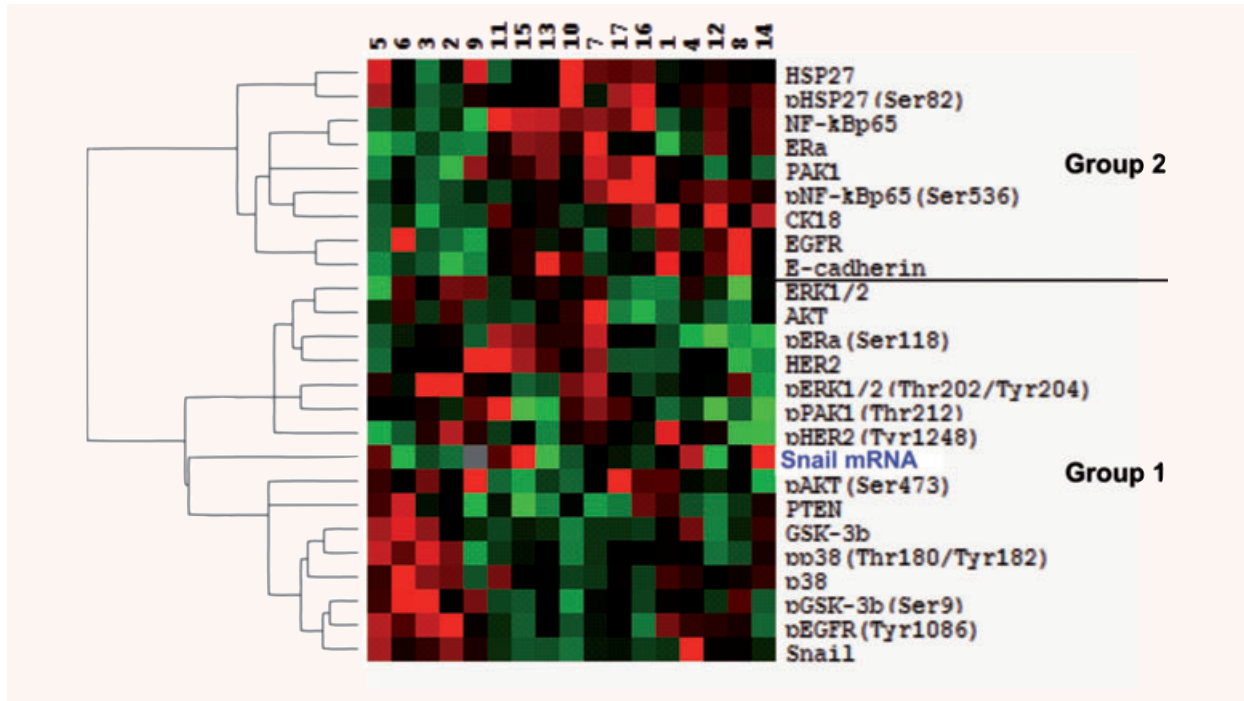 5 6 3 2 9 11 15 13 10 7 17 16 1 4 12 8 14
HSP27
pHSP27(Ser82)
NF-kBp65
ERa
PAK1
pNF-kBp65(Ser536)
CK18
EGFR
E-cadherin
Group 2
ERK1/2
AKT
pERa(Ser118)
HER2
pERK1/2(Thr202/Tyr204)
pPAK1(Thr212)
pHER2(Tyr1248)
Snail mRNA
Group 1
pAKT(Ser473)
PTEN
GSK-3b
pp38(Thr180/Tyr182)
p38
pGSK-3b(Ser9)
pEGFR(Tyr1086)
Snail